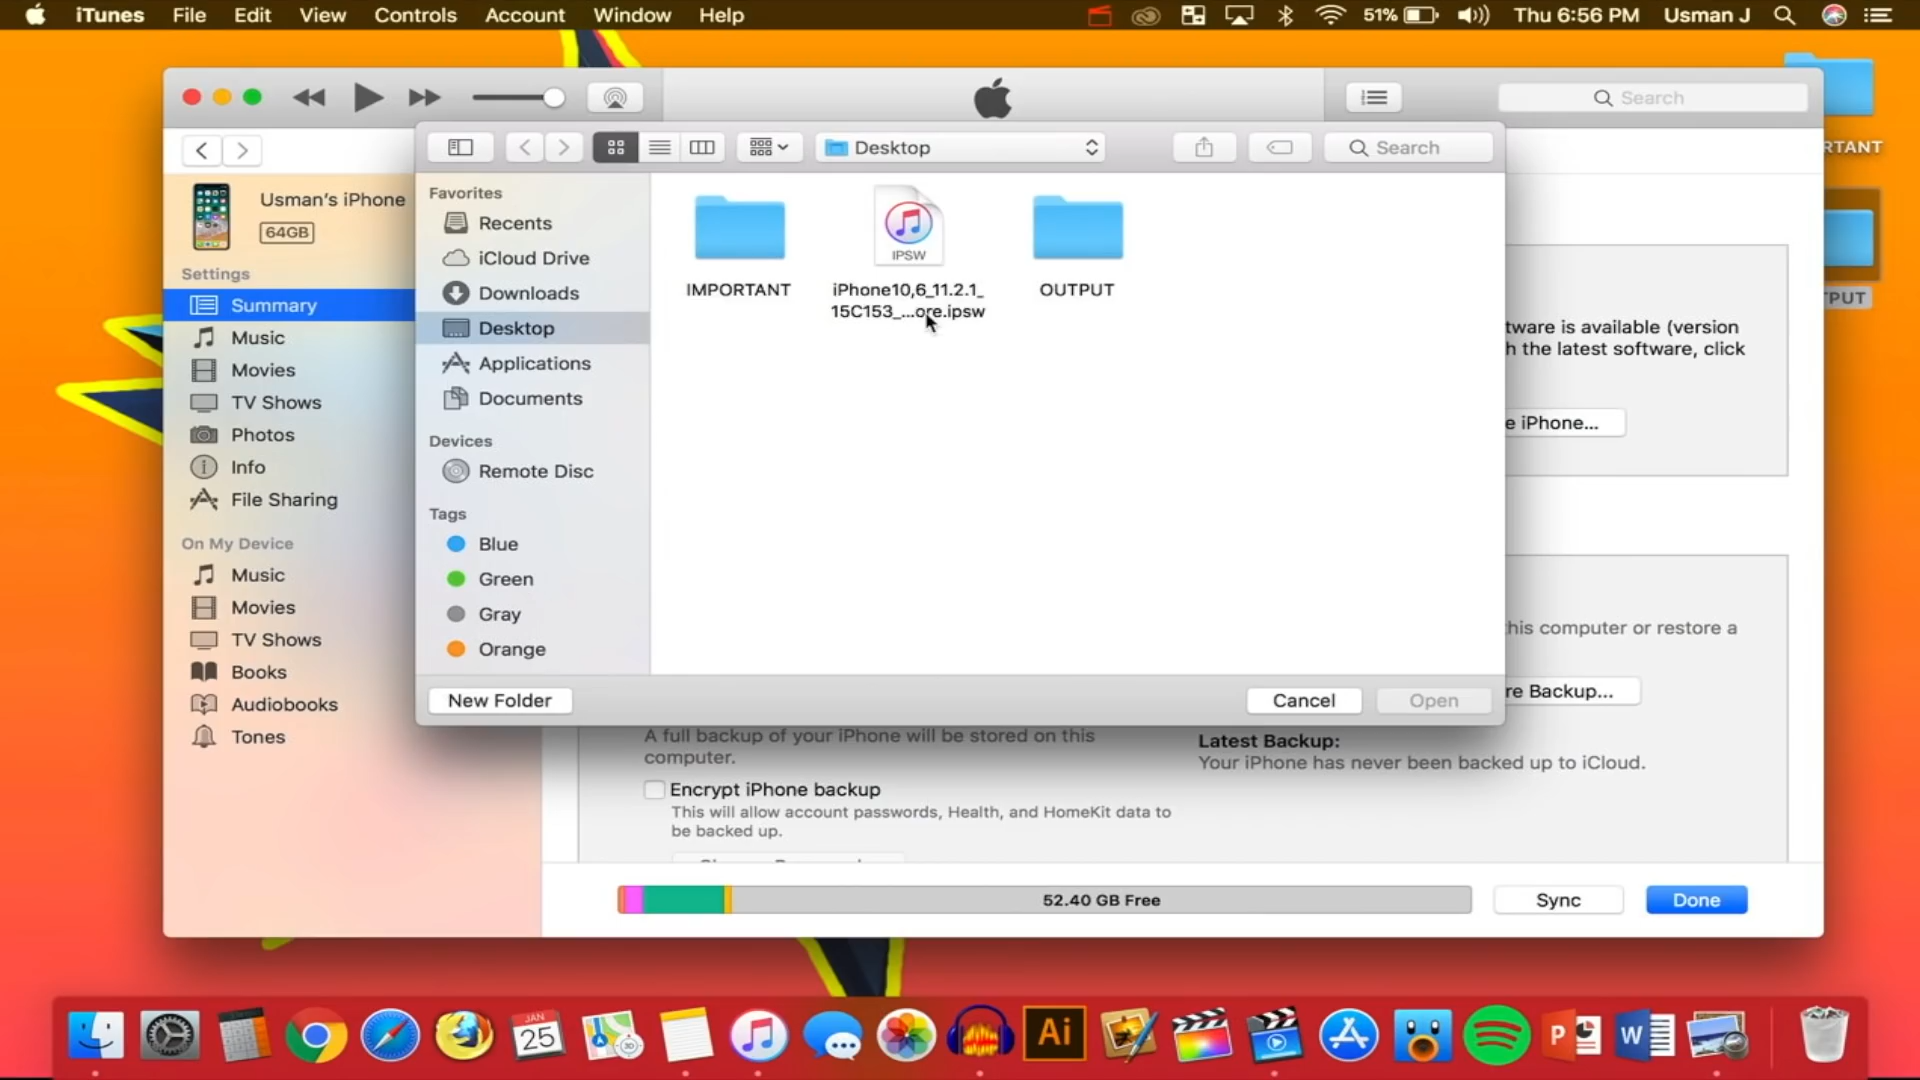 iTunes File Edit View Controls Account Window Help 51% Thu 6:56 PM Usman J
Search
RTANT
Desktop
Search
Usman's iPhone
64GB
Settings
Summary
Music
Movies
TV Shows
Photos
Info
File Sharing
On My Device
Music
Movies
TV Shows
Books
Audiobooks
Tones
Favorites
Recents
iCloud Drive
Downloads
Desktop
Applications
Documents
Devices
Remote Disc
Tags
Blue
Green
Gray
Orange
IPSW
IMPORTANT
iPhone10,6_11.2.1_
15C153_...ore.ipsw
OUTPUT
PUT
tware is available (version
h the latest software, click
e iPhone...
his computer or restore a
re Backup...
New Folder
Cancel
Open
A full backup of your iPhone will be stored on this
computer.
Encrypt iPhone backup
This will allow account passwords, Health, and HomeKit data to
be backed up.
Latest Backup:
Your iPhone has never been backed up to iCloud.
52.40 GB Free
Sync
Done
JAN
25
3D
Ai
P
W